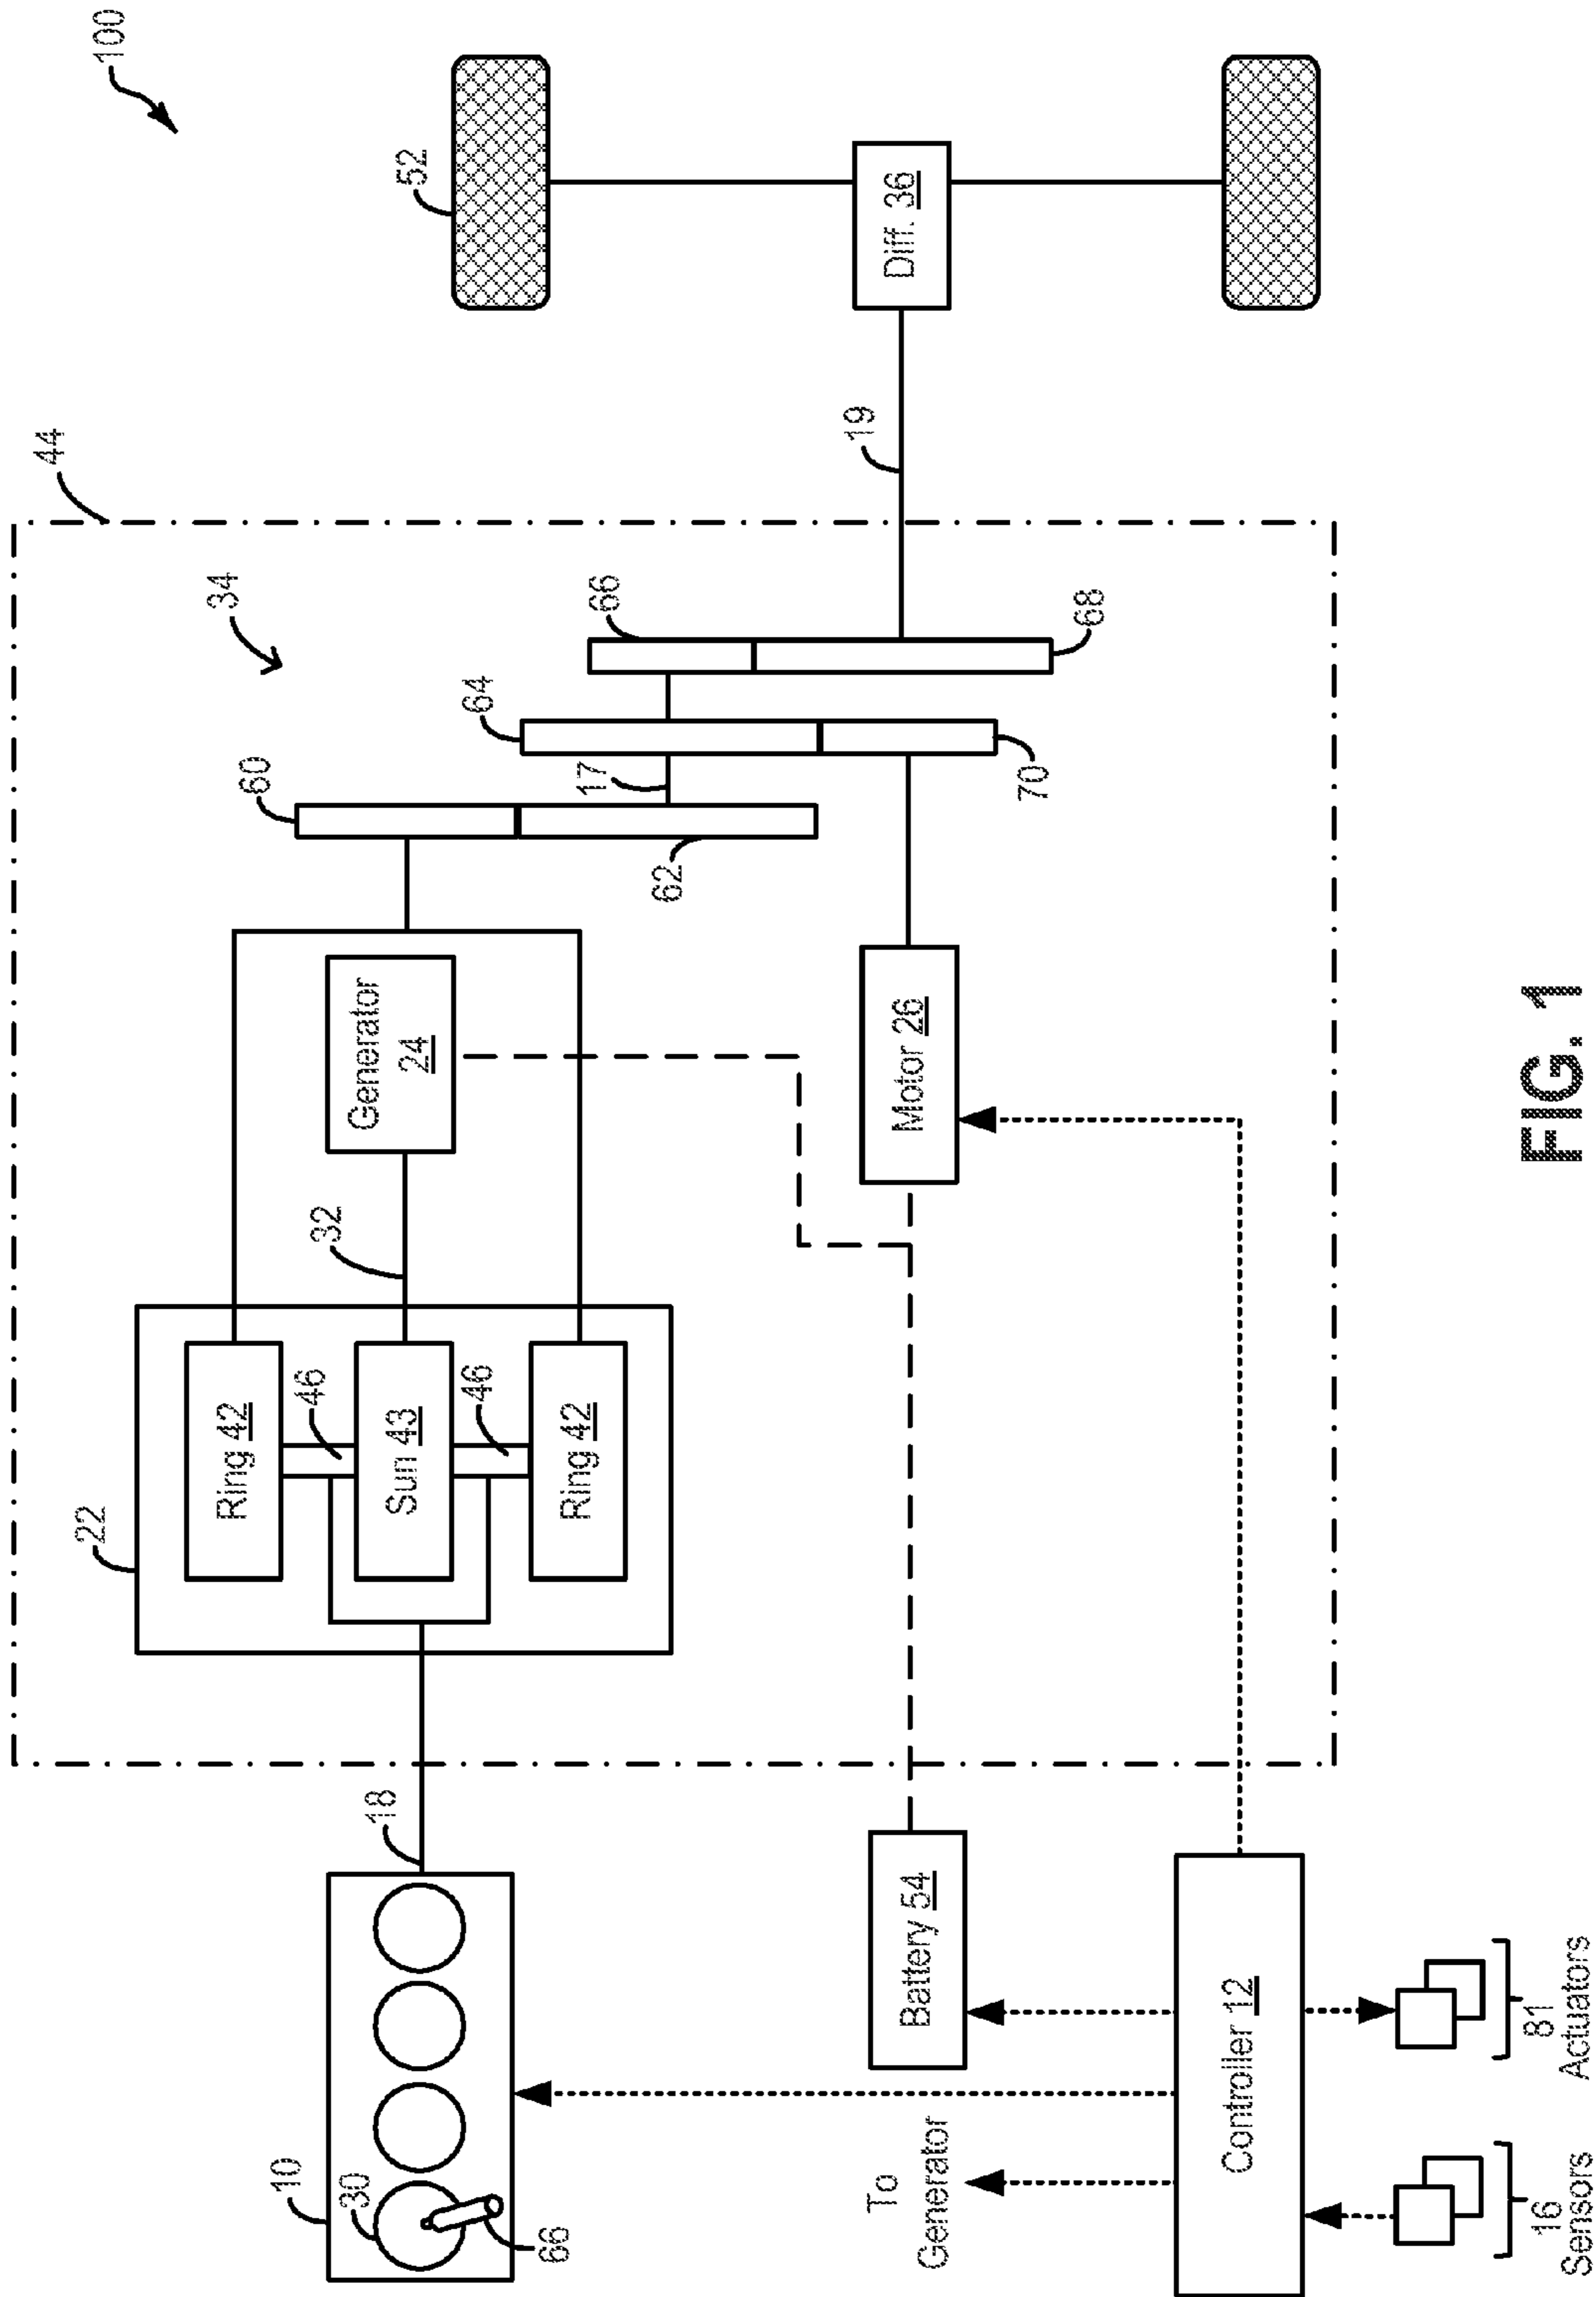 100
52
Diff. 36
44
19
34
66
68
64
17
70
60
62
Generator
24
Motor 26
32
22
Ring 42
46
Sun 43
46
Ring 42
18
10
30
66
Battery 54
To
Generator
Controller 12
81
Actuators
16
Sensors
FIG. 1